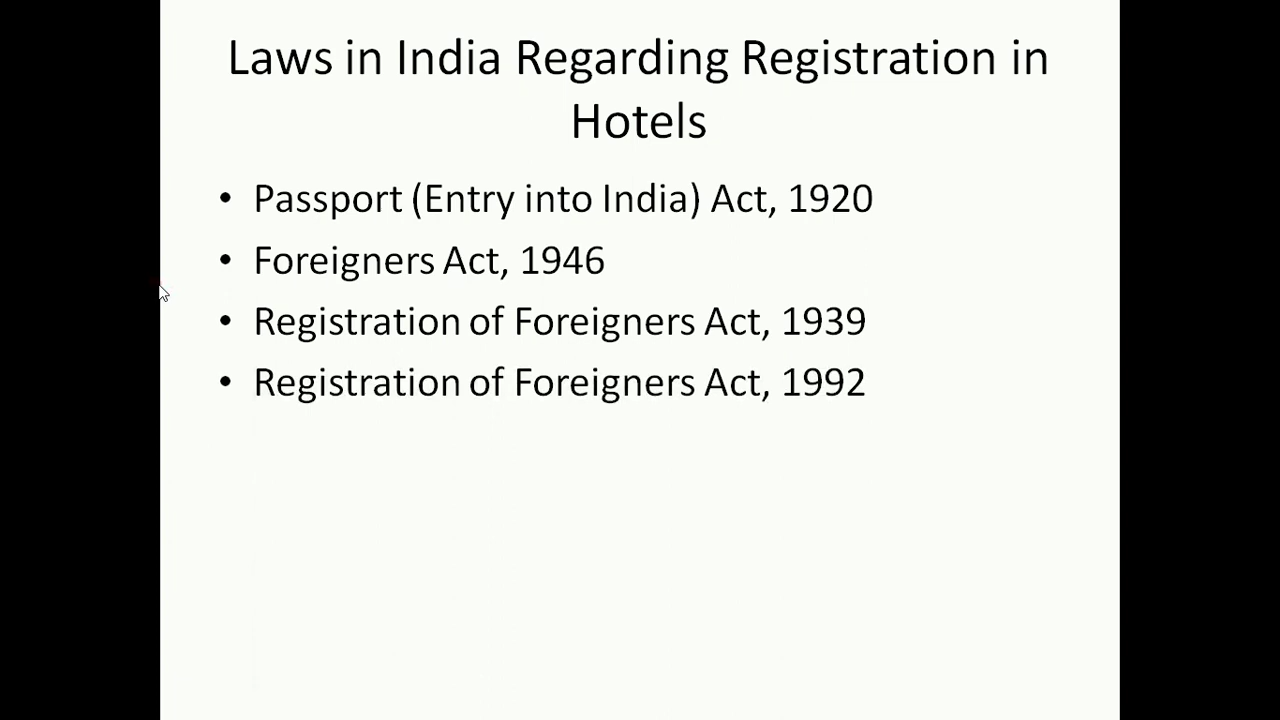 Laws in India Regarding Registration in
Hotels
• Passport (Entry into India) Act, 1920
• Foreigners Act, 1946
• Registration of Foreigners Act, 1939
• Registration of Foreigners Act, 1992